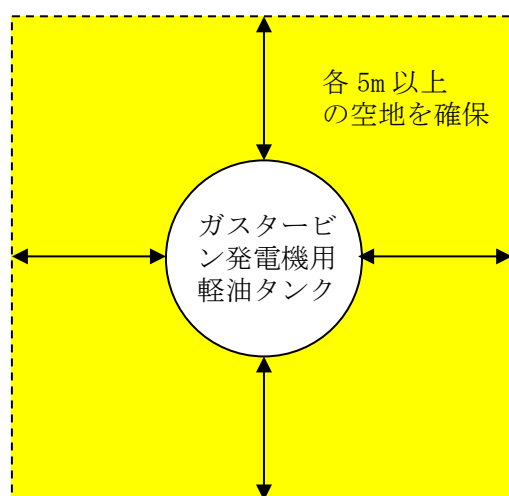 各 5m 以上
の空地を確保
ガスタービ
ン発電機用
軽油タンク